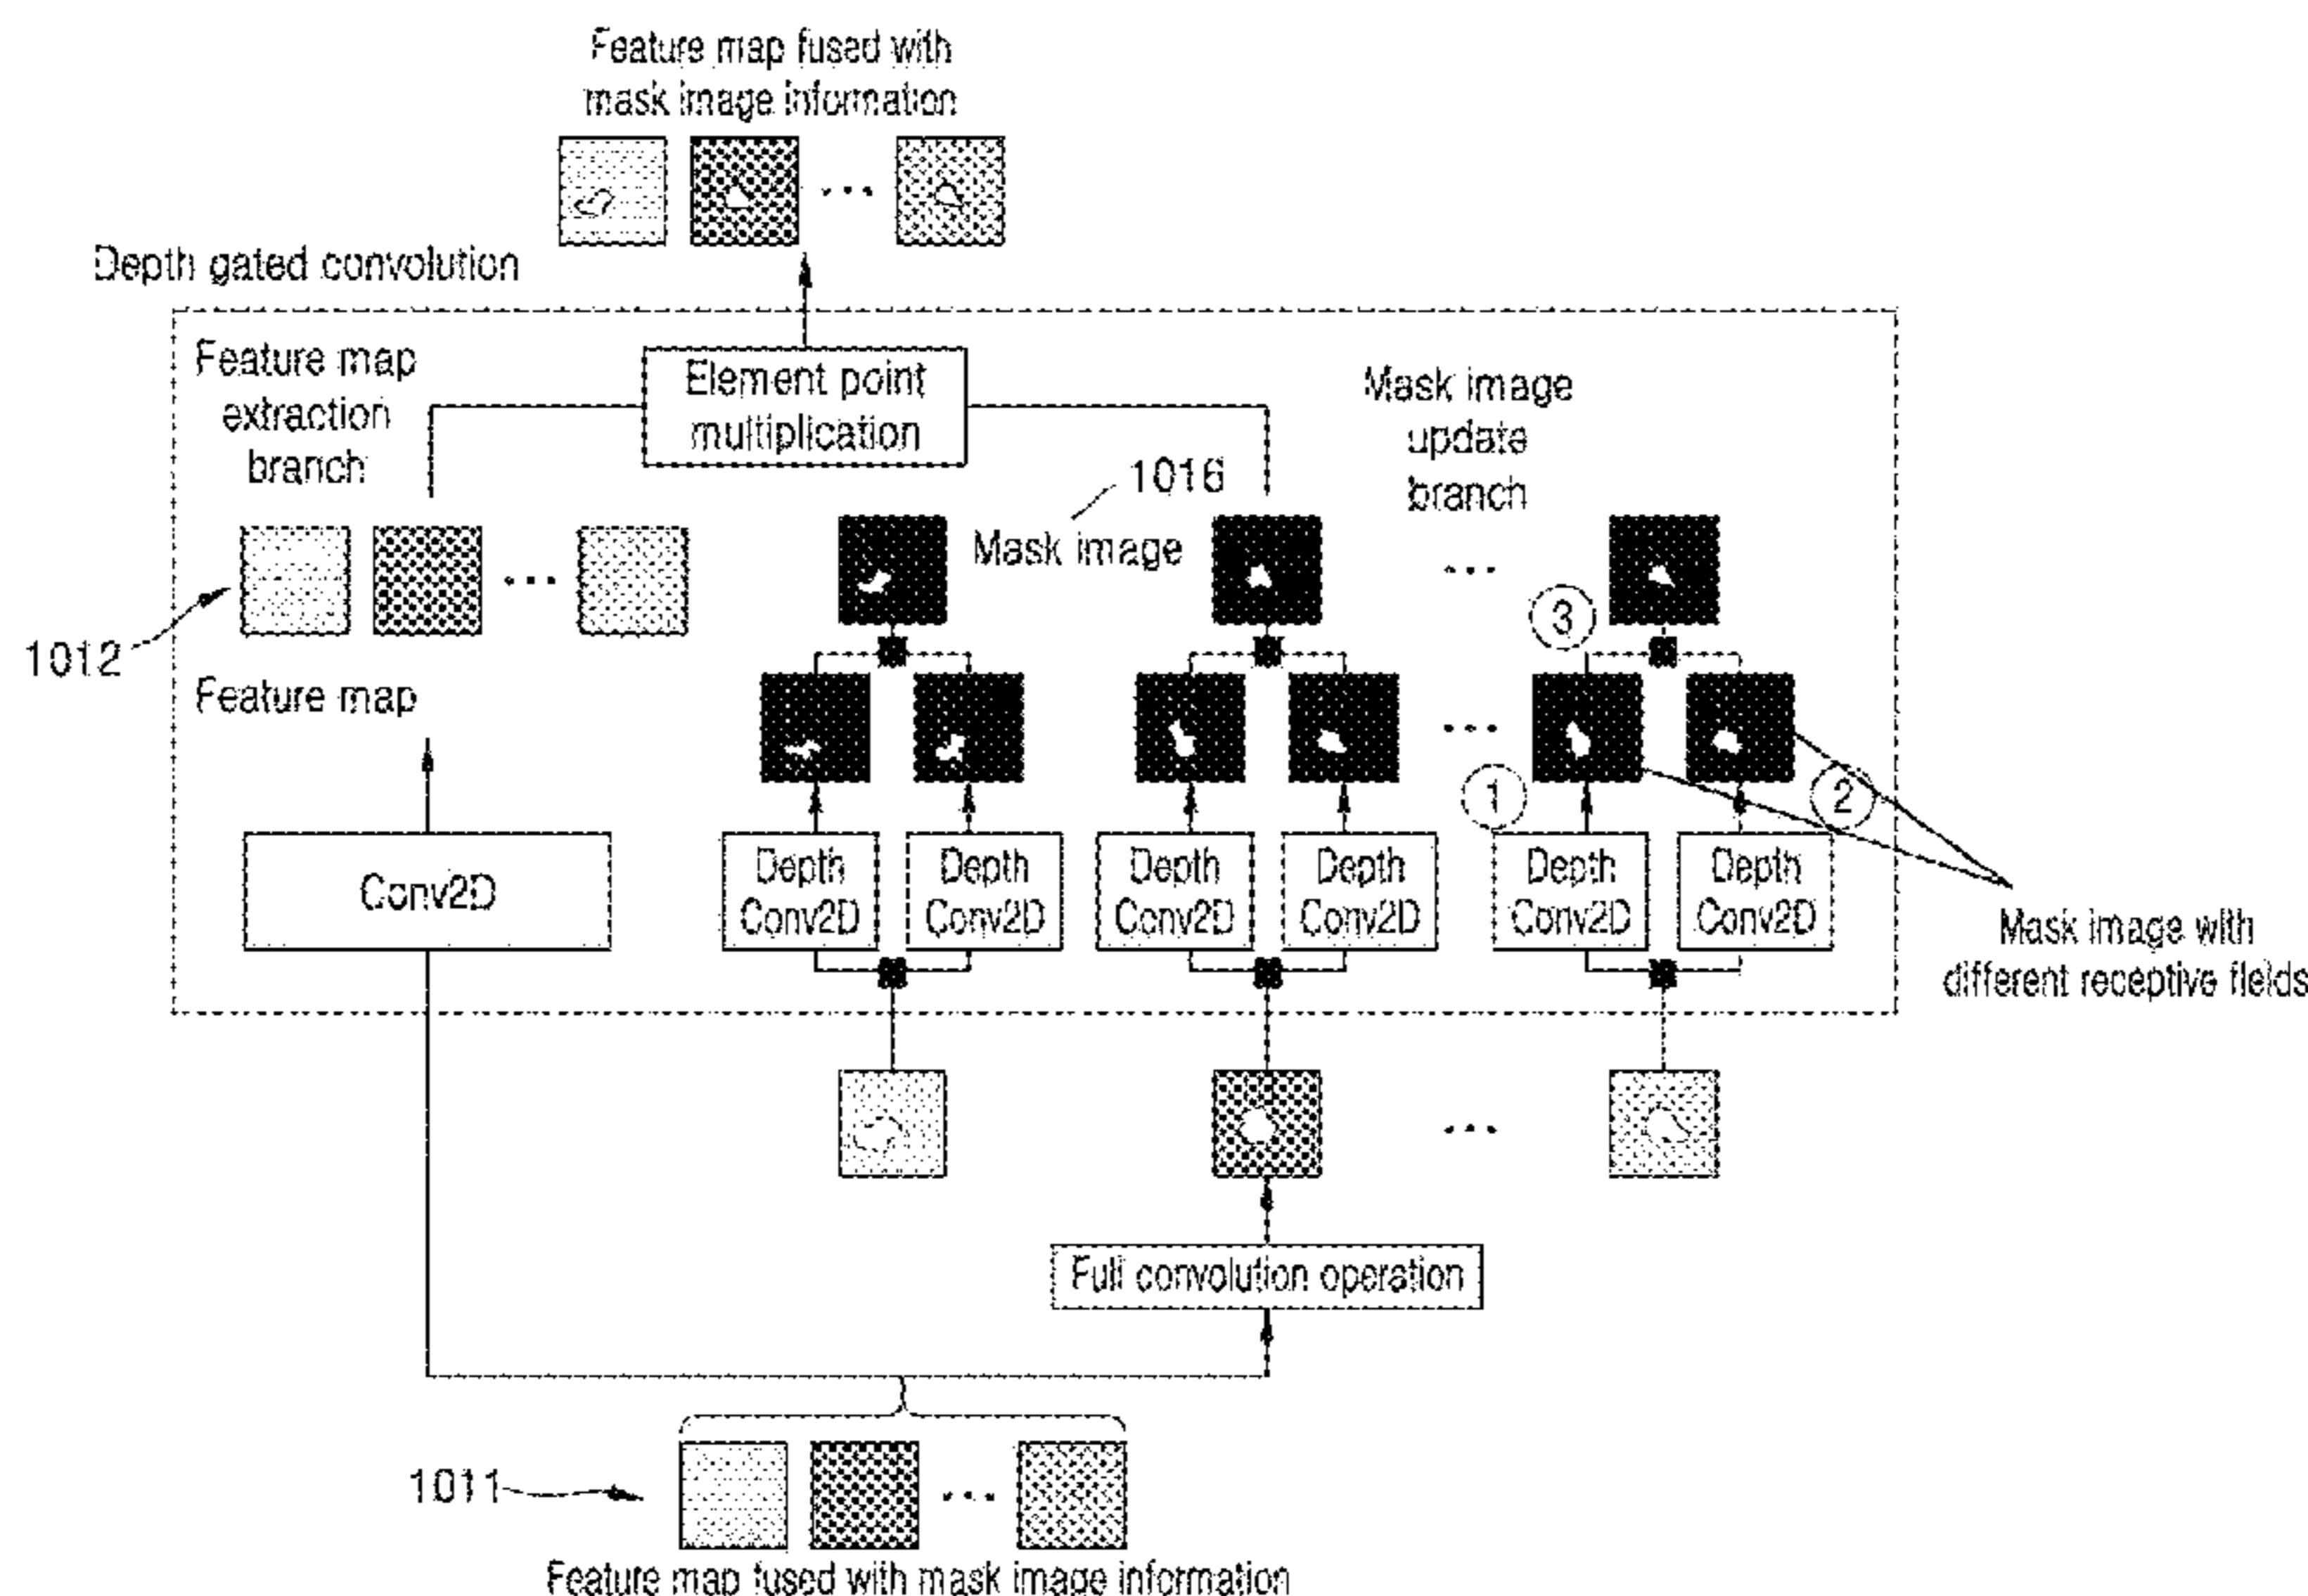 Feature map fused with
mask image information
Depth gated convolution
Feature map
extraction
branch
Element point
multiplication
Mask image
update
branch
1016
Mask image
3
1012
Feature map
1
2
Conv2D
Depth
Conv2D
Depth
Conv2D
Depth
Conv2D
Depth
Conv2D
Depth
Conv2D
Depth
Conv2D
Mask image with
different receptive fields
Full convolution operation
1011
Feature map fused with mask image information